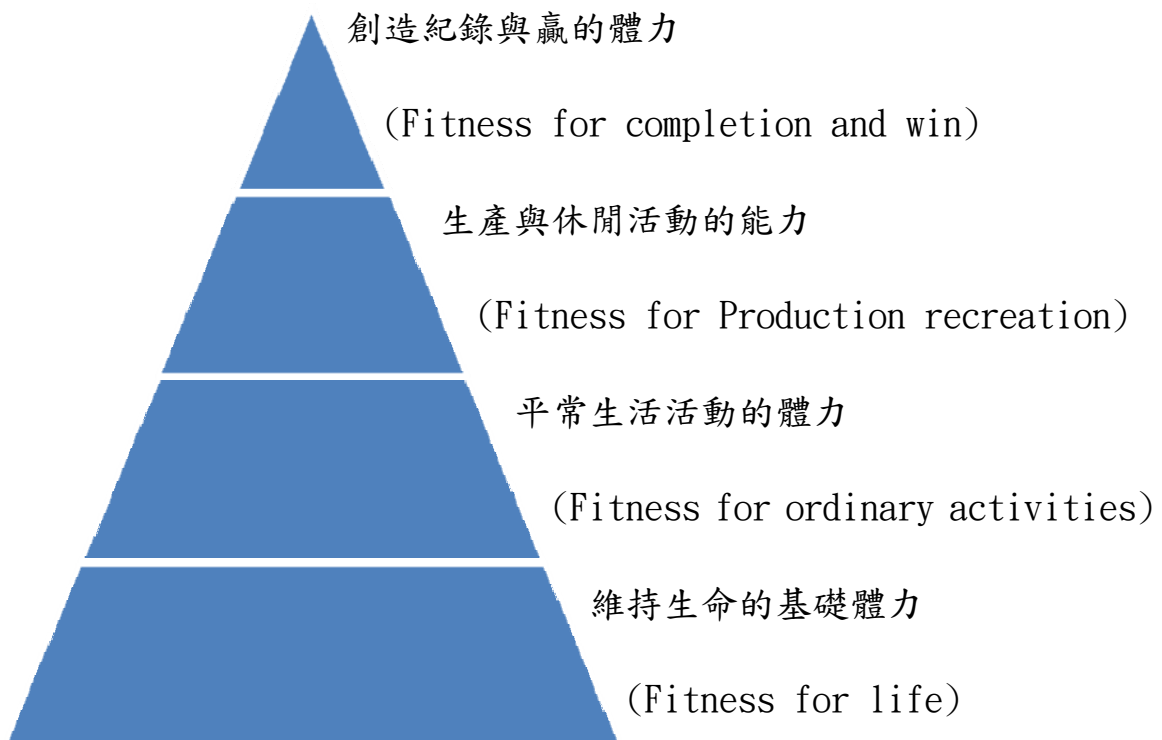 創造紀錄與贏的體力
(Fitness for completion and win)
生產與休閒活動的能力
(Fitness for Production recreation)
平常生活活動的體力
(Fitness for ordinary activities)
維持生命的基礎體力
(Fitness for life)